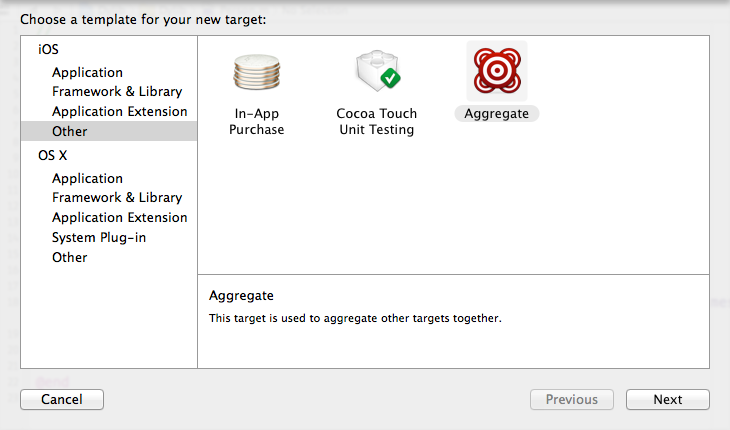 Choose a template for your new target:
iOS
Application
Framework & Library
Application Extension
Other
OS X
Application
Framework & Library
Application Extension
System Plug-in
Other
In-App
Purchase
Cocoa Touch
Unit Testing
Aggregate
Aggregate
This target is used to aggregate other targets together.
Cancel
Previous
Next